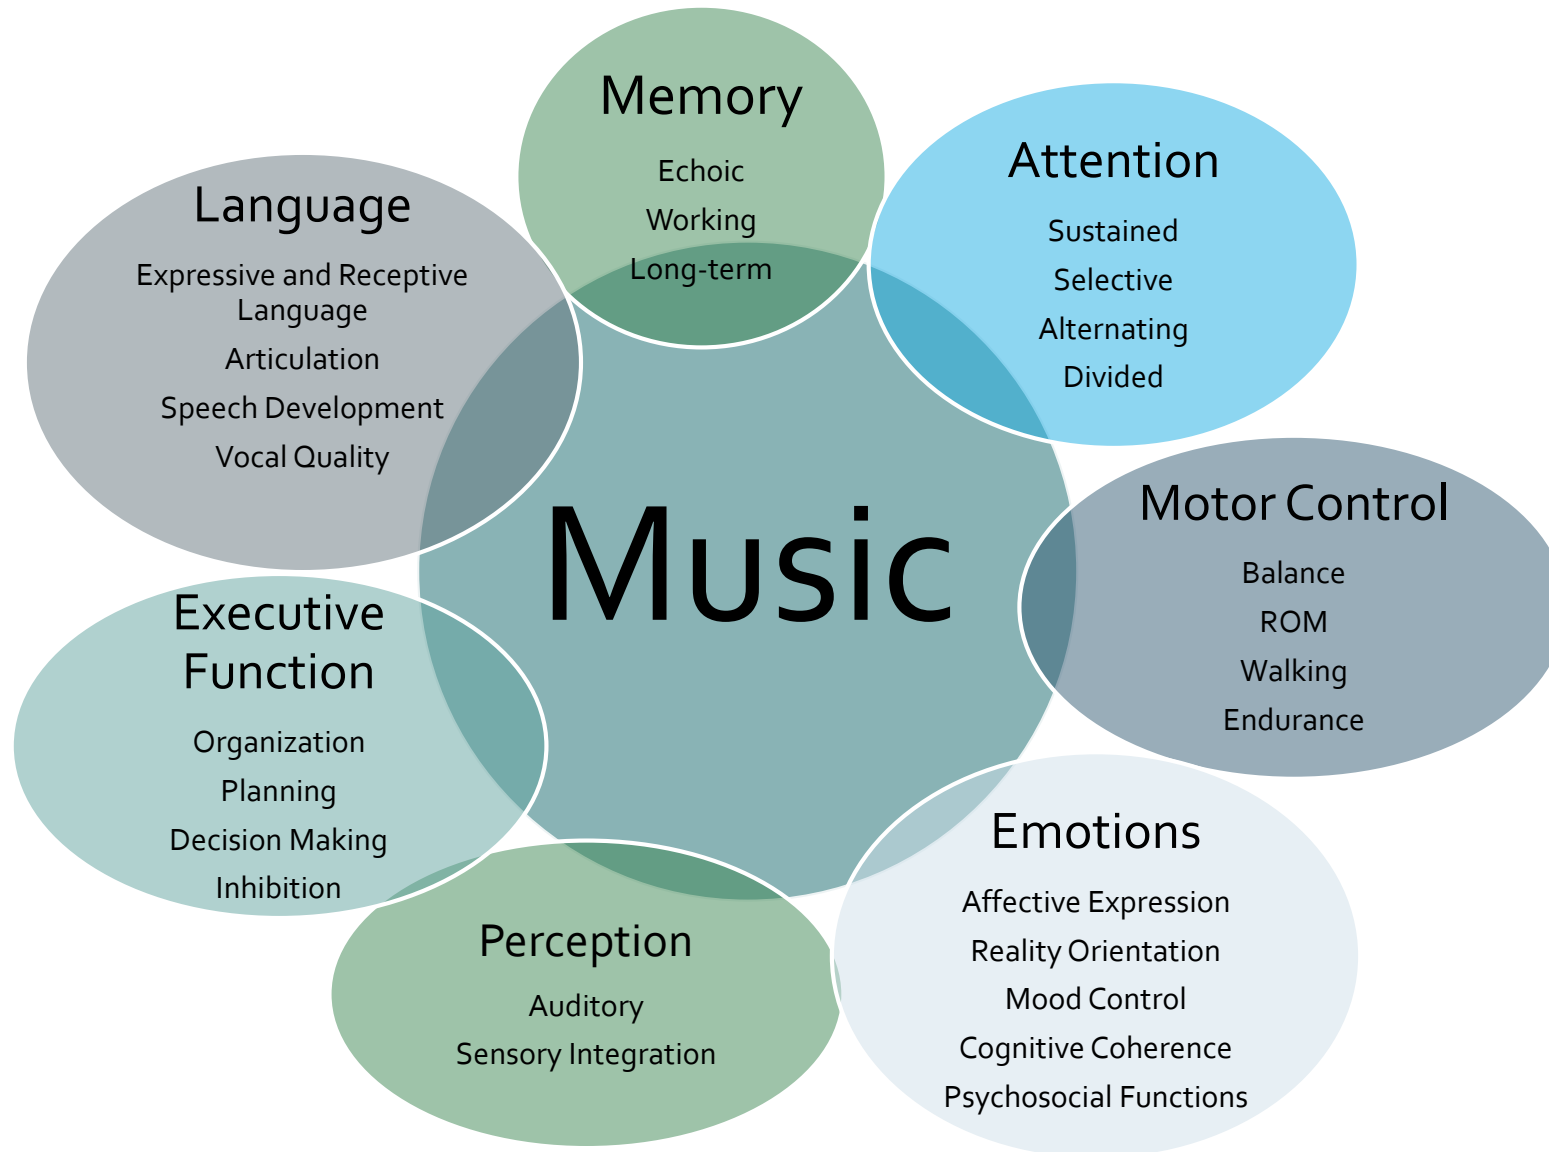 Memory
Echoic
Working
Long-term
Attention
Sustained
Selective
Alternating
Divided
Language
Expressive and Receptive
Language
Articulation
Speech Development
Vocal Quality
Music
Motor Control
Balance
ROM
Walking
Endurance
Executive
Function
Organization
Planning
Decision Making
Inhibition
Emotions
Affective Expression
Reality Orientation
Mood Control
Cognitive Coherence
Psychosocial Functions
Perception
Auditory
Sensory Integration